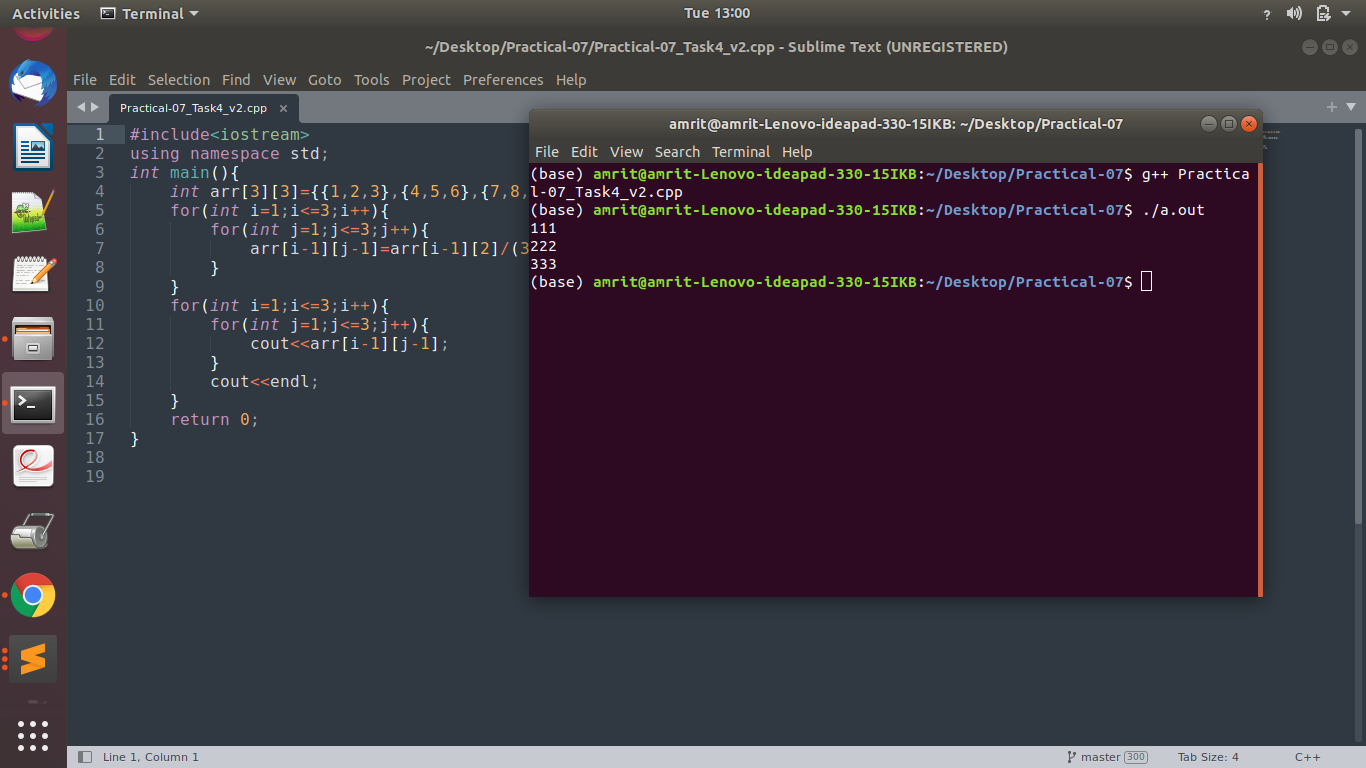 Activities Terminal Tue 13:00 ?
~/Desktop/Practical-07/Practical-07_Task4_v2.cpp - Sublime Text (UNREGISTERED)
File Edit Selection Find View Goto Tools Project Preferences Help
Practical-07_Task4_v2.cpp ×
1 #include<iostream>
2 using namespace std;
3 int main(){
4 int arr[3][3]={{1,2,3},{4,5,6},{7,8,
5 for(int i=1;i<=3;i++){
6 for(int j=1;j<=3;j++){
7 arr[i-1][j-1]=arr[i-1][2]/(3
8 }
9 }
10 for(int i=1;i<=3;i++){
11 for(int j=1;j<=3;j++){
12 cout<<arr[i-1][j-1];
13 }
14 cout<<endl;
15 }
16 return 0;
17 }
18
19
amrit@amrit-Lenovo-ideapad-330-15IKB: ~/Desktop/Practical-07
File Edit View Search Terminal Help
(base) amrit@amrit-Lenovo-ideapad-330-15IKB:~/Desktop/Practical-07$ g++ Practica
l-07_Task4_v2.cpp
(base) amrit@amrit-Lenovo-ideapad-330-15IKB:~/Desktop/Practical-07$ ./a.out
111
222
333
(base) amrit@amrit-Lenovo-ideapad-330-15IKB:~/Desktop/Practical-07$
Line 1, Column 1 master 300 Tab Size: 4 C++